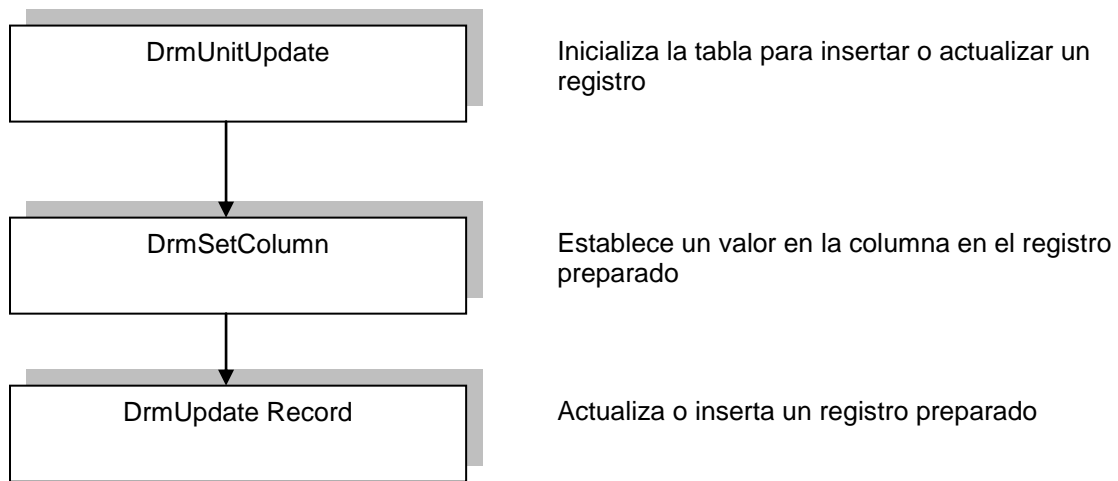 DrmUnitUpdate
Inicializa la tabla para insertar o actualizar un
registro
DrmSetColumn
Establece un valor en la columna en el registro
preparado
DrmUpdate Record
Actualiza o inserta un registro preparado